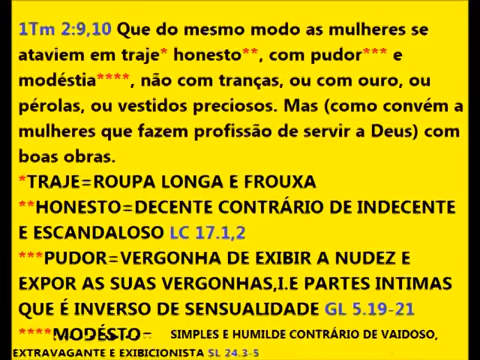 1Tm 2:9,10 Que do mesmo modo as mulheres se
ataviem em traje* honesto**, com pudor*** e
modéstia****, não com tranças, ou com ouro, ou
pérolas, ou vestidos preciosos. Mas (como convém a
mulheres que fazem profissão de servir a Deus) com
boas obras.
*TRAJE=ROUPA LONGA E FROUXA
**HONESTO=DECENTE CONTRÁRIO DE INDECENTE
E ESCANDALOSO LC 17.1,2
***PUDOR=VERGONHA DE EXIBIR A NUDEZ E
EXPOR AS SUAS VERGONHAS,I.E PARTES INTIMAS
QUE É INVERSO DE SENSUALIDADE GL 5.19-21
****MODÉSTO= SIMPLES E HUMILDE CONTRÁRIO DE VAIDOSO,
EXTRAVAGANTE E EXIBICIONISTA SL 24.3-5